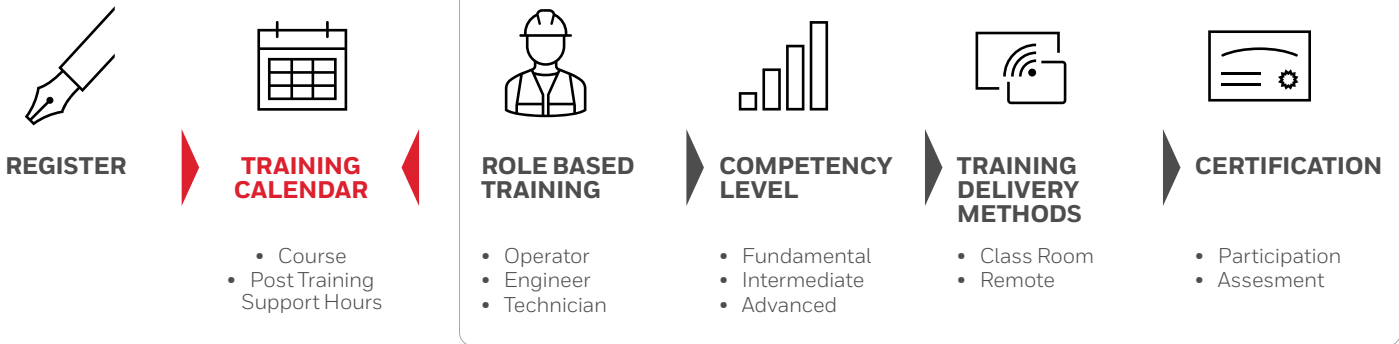 REGISTER
TRAINING
CALENDAR
• Course
• Post Training
Support Hours
ROLE BASED
TRAINING
• Operator
• Engineer
• Technician
COMPETENCY
LEVEL
• Fundamental
• Intermediate
• Advanced
TRAINING
DELIVERY
METHODS
• Class Room
• Remote
CERTIFICATION
• Participation
• Assesment